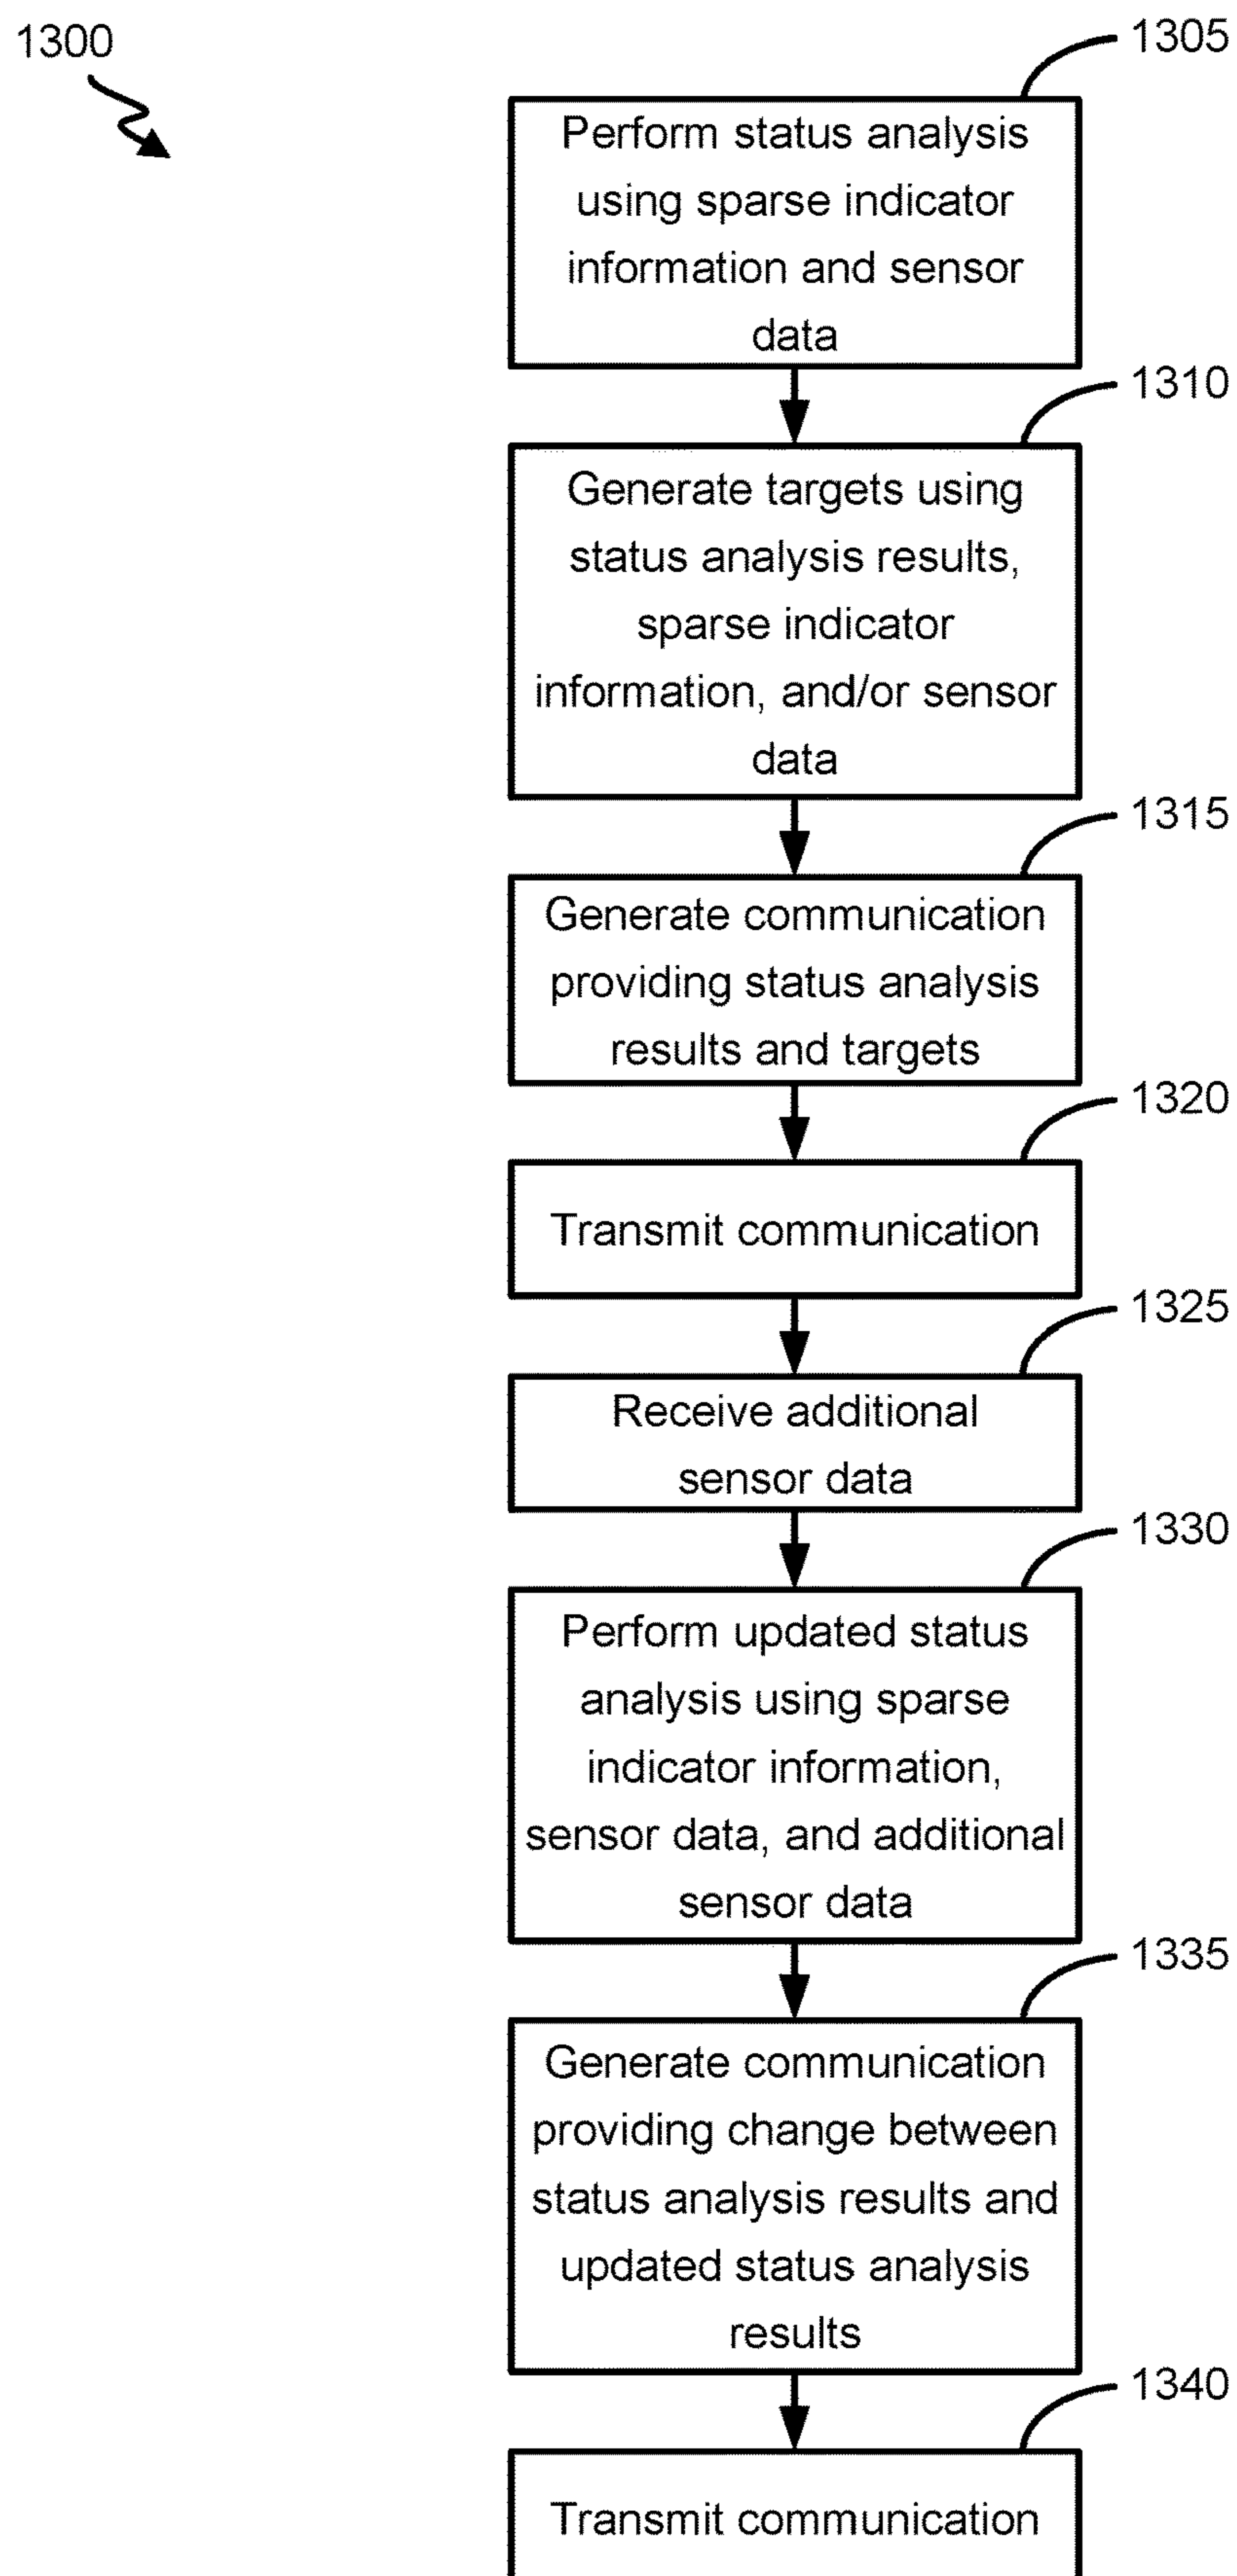 1300
1305
Perform status analysis
using sparse indicator
information and sensor
data
1310
Generate targets using
status analysis results,
sparse indicator
information, and/or sensor
data
1315
Generate communication
providing status analysis
results and targets
1320
Transmit communication
1325
Receive additional
sensor data
1330
Perform updated status
analysis using sparse
indicator information,
sensor data, and additional
sensor data
1335
Generate communication
providing change between
status analysis results and
updated status analysis
results
1340
Transmit communication